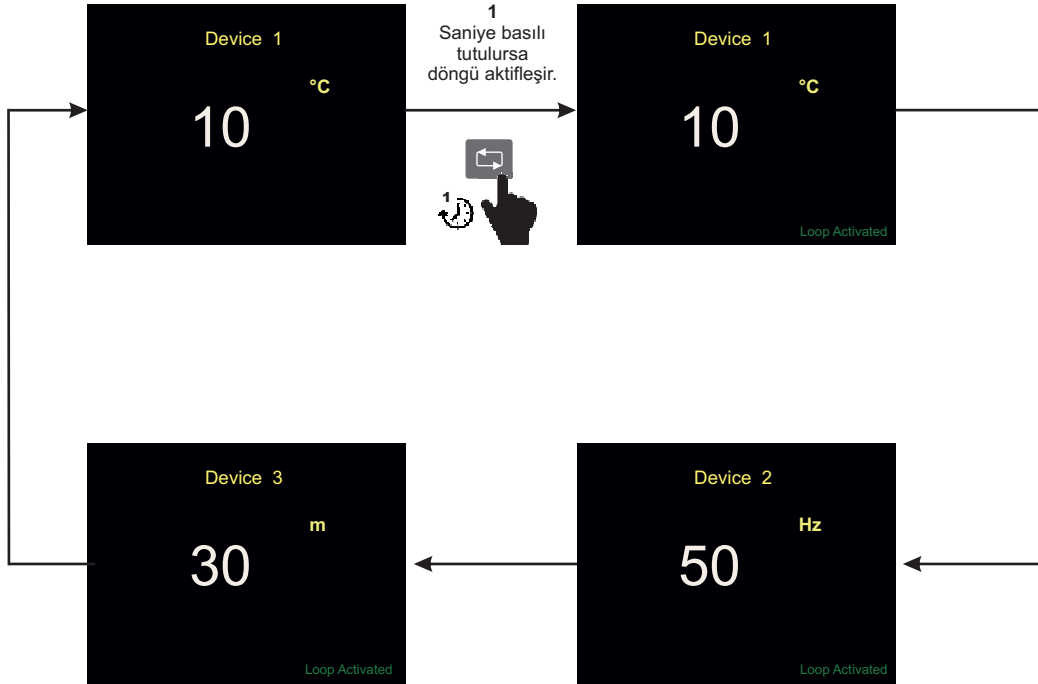 Device 1
°C
10
1
Saniye basılı
tutulursa
döngü aktifleşir.
1
Device 1
°C
10
Loop Activated
Device 3
m
30
Loop Activated
Device 2
Hz
50
Loop Activated